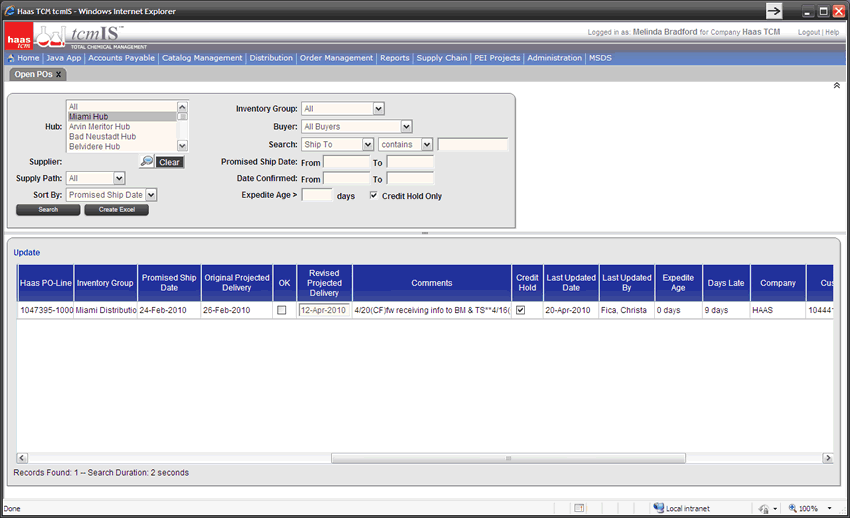 Haas TCM tcmIS - Windows Internet Explorer
haas tcm
tcmIS™
TOTAL CHEMICAL MANAGEMENT
Logged in as: Melinda Bradford for Company Haas TCM
Logout | Help
Home | Java App | Accounts Payable | Catalog Management | Distribution | Order Management | Reports | Supply Chain | PEI Projects | Administration | MSDS
Open POs x
Hub:
All
Miami Hub
Arvin Meritor Hub
Bad Neustadt Hub
Belvidere Hub
Supplier: Clear
Supply Path: All
Sort By: Promised Ship Date
Search Create Excel
Inventory Group: All
Buyer: All Buyers
Search: Ship To contains
Promised Ship Date: From To
Date Confirmed: From To
Expedite Age > days Credit Hold Only
Update
Haas PO-Line Inventory Group Promised Ship Date Original Projected Delivery OK Revised Projected Delivery Comments Credit Hold Last Updated Date Last Updated By Expedite Age Days Late Company Cus
1047395-1000 Miami Distributio 24-Feb-2010 26-Feb-2010 12-Apr-2010 4/20(CF)fw receiving info to BM & TS**4/16( 20-Apr-2010 Fica, Christa 0 days 9 days HAAS 10444
Records Found: 1 -- Search Duration: 2 seconds
Done
Local intranet
100%